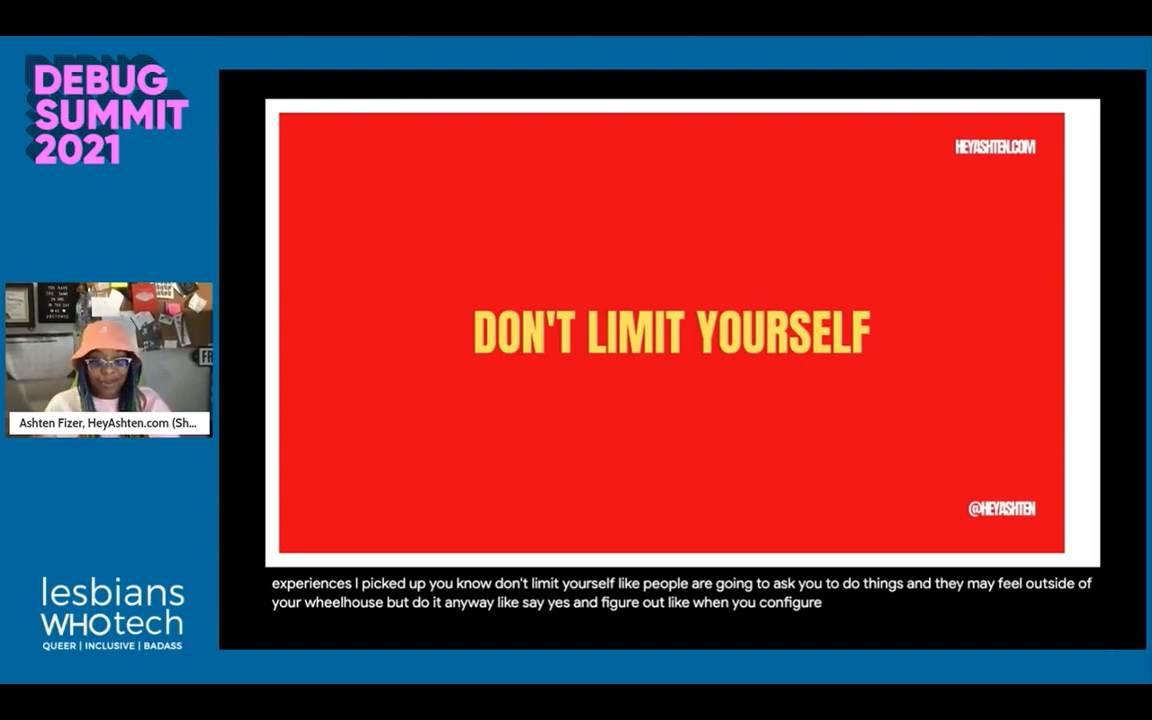 DEBUG
SUMMIT
2021
HEYASHTEN.COM
DON'T LIMIT YOURSELF
@HEYASHTEN
Ashten Fizer, HeyAshten.com (Sh...
lesbians
WHOtech
QUEER | INCLUSIVE | BADASS
experiences I picked up you know don't limit yourself like people are going to ask you to do things and they may feel outside of
your wheelhouse but do it anyway like say yes and figure out like when you configure